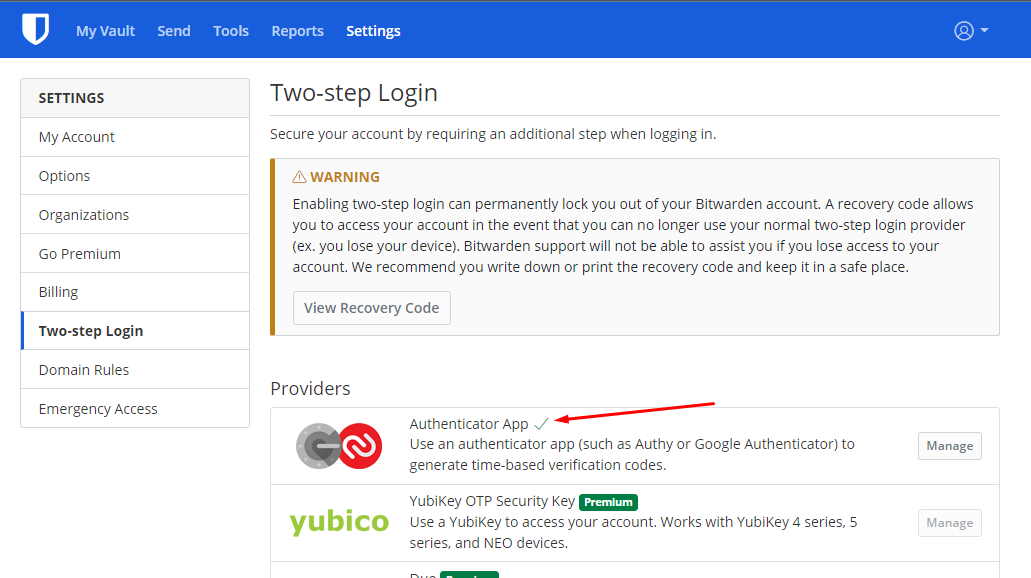 My Vault Send Tools Reports Settings
SETTINGS
My Account
Options
Organizations
Go Premium
Billing
Two-step Login
Domain Rules
Emergency Access
Two-step Login
Secure your account by requiring an additional step when logging in.
WARNING
Enabling two-step login can permanently lock you out of your Bitwarden account. A recovery code allows
you to access your account in the event that you can no longer use your normal two-step login provider
(ex. you lose your device). Bitwarden support will not be able to assist you if you lose access to your
account. We recommend you write down or print the recovery code and keep it in a safe place.
View Recovery Code
Providers
Authenticator App
Use an authenticator app (such as Authy or Google Authenticator) to
generate time-based verification codes.
Manage
yubico
YubiKey OTP Security Key Premium
Use a YubiKey to access your account. Works with YubiKey 4 series, 5
series, and NEO devices.
Manage
Duo Premium